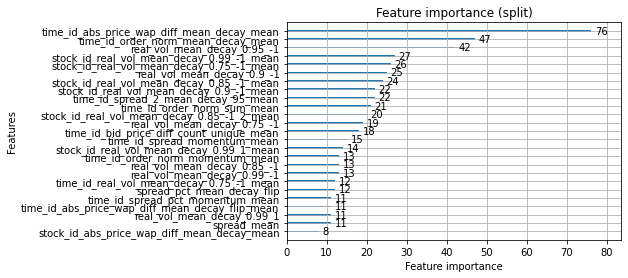 Feature importance (split)
time_id_abs_price_wap_diff_mean_decay_mean 76
time_id_order_norm_mean_decay_mean 47
real_vol_mean_decay_0.95_-1 42
stock_id_real_vol_mean_decay_0.99_-1_mean 27
stock_id_real_vol_mean_decay_0.75_-1_mean 26
real_vol_mean_decay_0.9_-1 25
stock_id_real_vol_mean_decay_0.85_-1_mean 24
stock_id_real_vol_mean_decay_0.9_-1_mean 22
time_id_spread_2_mean_decay_95_mean 22
time_id_order_norm_sum_mean 21
stock_id_real_vol_mean_decay_0.85_-1_2_mean 20
real_vol_mean_decay_0.75_-1 19
time_id_bid_price_diff_count_unique_mean 18
time_id_spread_momentum_mean 15
stock_id_real_vol_mean_decay_0.99_1_mean 14
time_id_order_norm_momentum_mean 13
real_vol_mean_decay_0.85_-1 13
real_vol_mean_decay_0.99_-1 13
time_id_real_vol_mean_decay_0.75_-1_mean 12
spread_pct_mean_decay_flip 12
time_id_spread_pct_momentum_mean 11
time_id_abs_price_wap_diff_mean_decay_flip_mean 11
real_vol_mean_decay_0.99_1 11
spread_mean 11
stock_id_abs_price_wap_diff_mean_decay_mean 8
Features
0 10 20 30 40 50 60 70 80
Feature importance